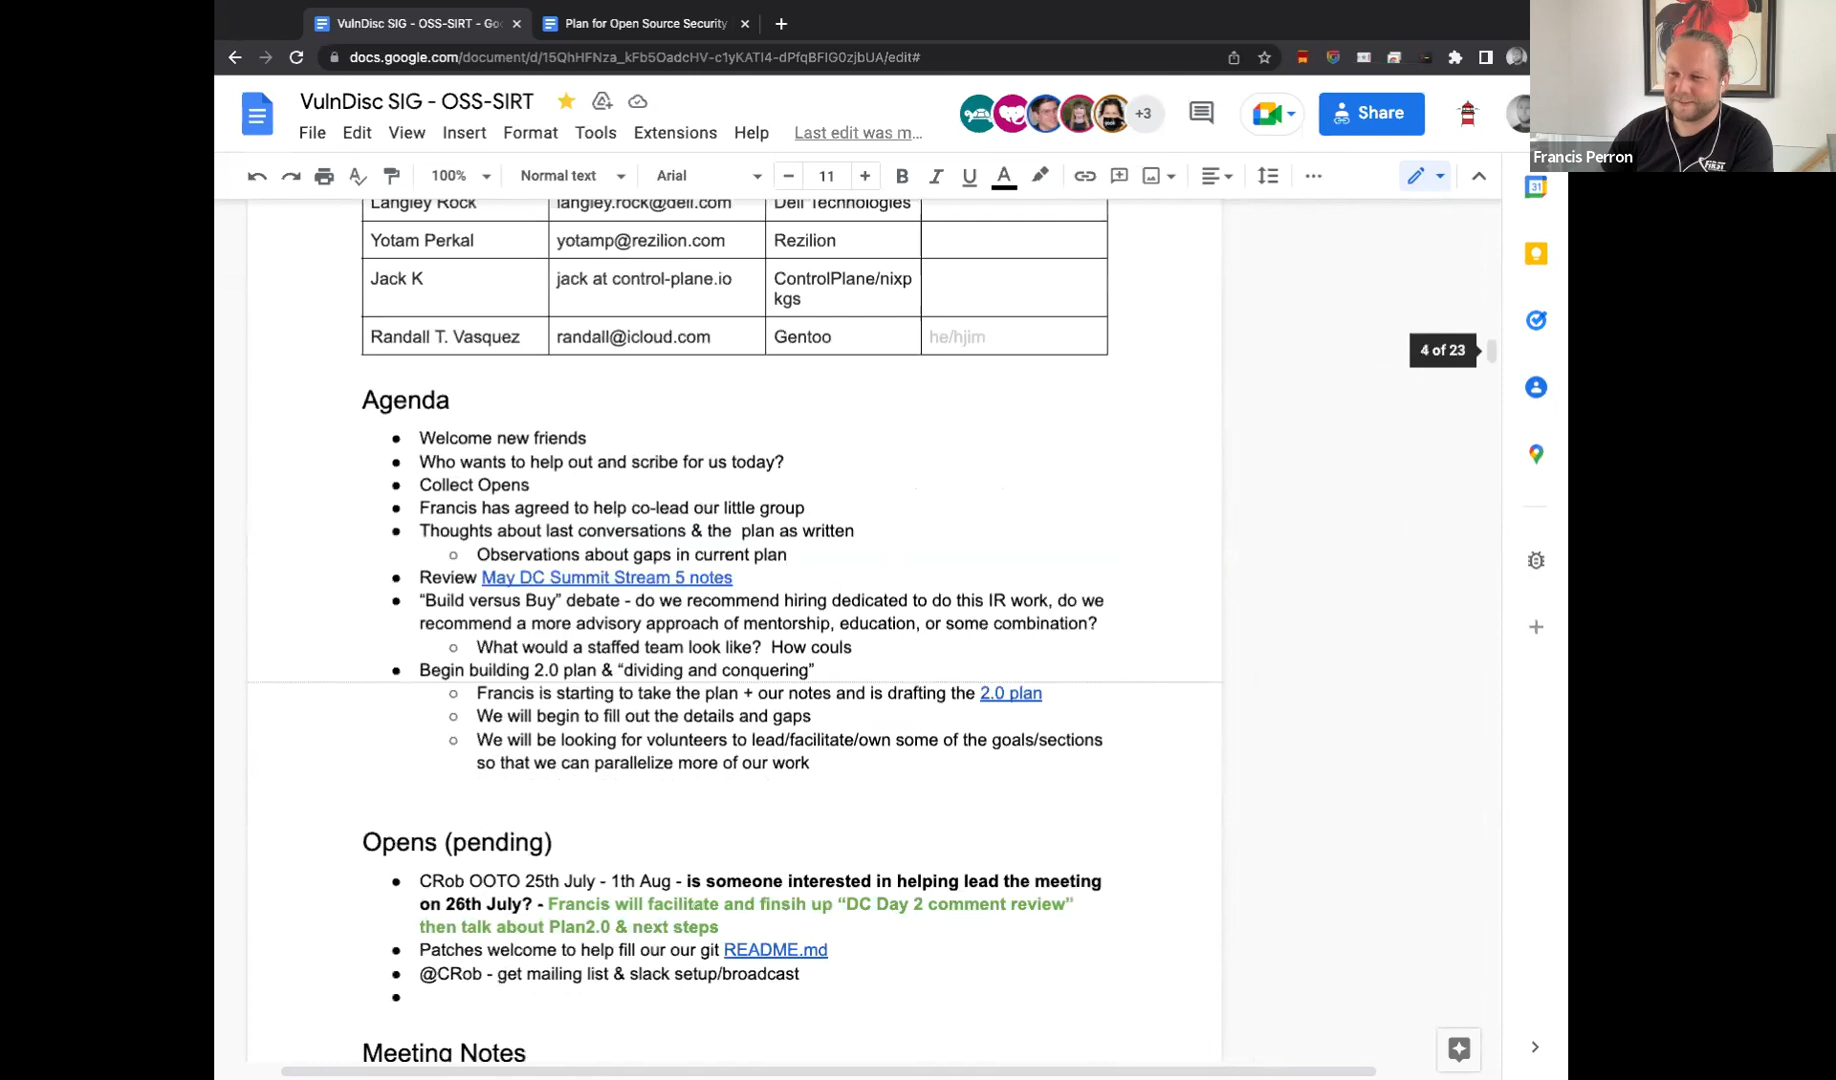 VulnDisc SIG - OSS-SIRT - Goo
Plan for Open Source Security
docs.google.com/document/d/15QhHFNza_kFb5OadcHV-c1yKATI4-dPfqBFIG0zjbUA/edit#
VulnDisc SIG - OSS-SIRT
+3
Share
File Edit View Insert Format Tools Extensions Help Last edit was m...
Francis Perron
100% Normal text Arial 11
31
Langley Rock langley.rock@dell.com Dell Technologies
Yotam Perkal yotamp@rezilion.com Rezilion
Jack K jack at control-plane.io ControlPlane/nixp
kgs
Randall T. Vasquez randall@icloud.com Gentoo he/hjim
4 of 23
Agenda
● Welcome new friends
● Who wants to help out and scribe for us today?
● Collect Opens
● Francis has agreed to help co-lead our little group
● Thoughts about last conversations & the plan as written
○ Observations about gaps in current plan
● Review May DC Summit Stream 5 notes
● “Build versus Buy” debate - do we recommend hiring dedicated to do this IR work, do we
recommend a more advisory approach of mentorship, education, or some combination?
○ What would a staffed team look like? How couls
● Begin building 2.0 plan & “dividing and conquering”
○ Francis is starting to take the plan + our notes and is drafting the 2.0 plan
○ We will begin to fill out the details and gaps
○ We will be looking for volunteers to lead/facilitate/own some of the goals/sections
so that we can parallelize more of our work
Opens (pending)
● CRob OOTO 25th July - 1th Aug - is someone interested in helping lead the meeting
on 26th July? - Francis will facilitate and finsih up “DC Day 2 comment review”
then talk about Plan2.0 & next steps
● Patches welcome to help fill our our git README.md
● @CRob - get mailing list & slack setup/broadcast
●
Meeting Notes